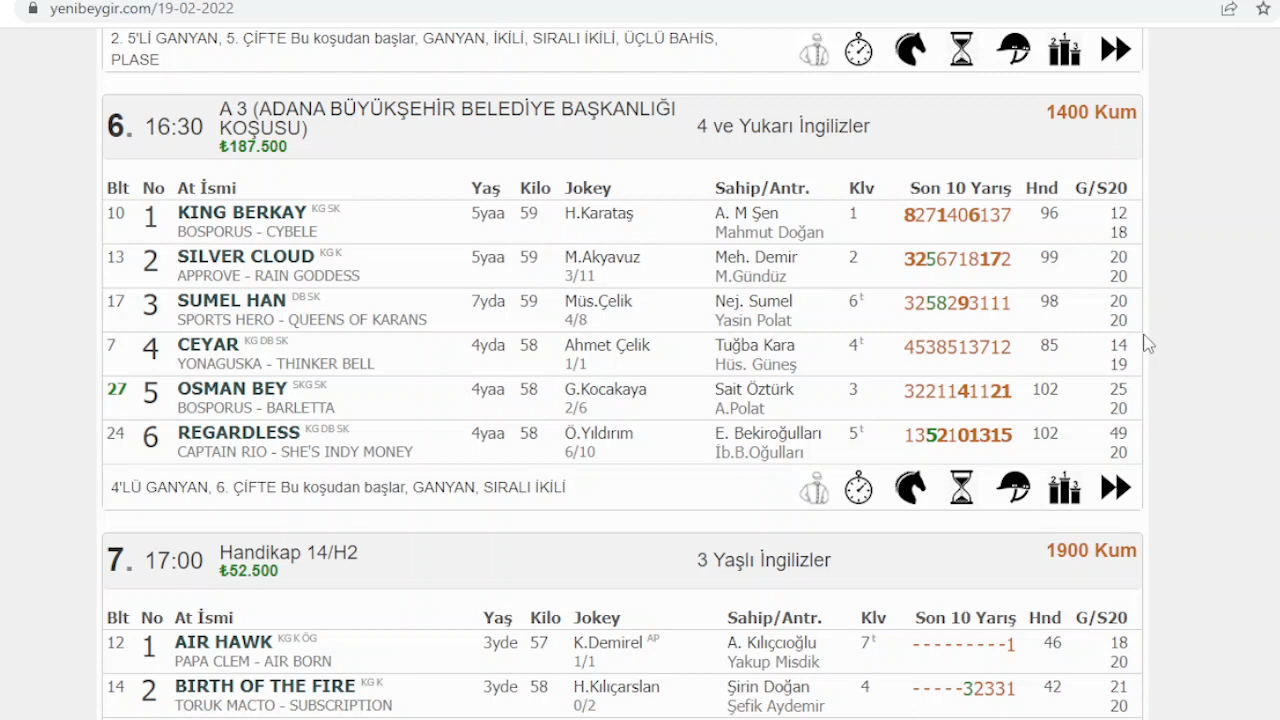 yenibeygir.com/19-02-2022
2. 5'Lİ GANYAN, 5. ÇİFTE Bu koşudan başlar, GANYAN, İKİLİ, SIRALI İKİLİ, ÜÇLÜ BAHİS,
PLASE
6. 16:30 A 3 (ADANA BÜYÜKŞEHİR BELEDİYE BAŞKANLIĞI KOŞUSU) 4 ve Yukarı İngilizler 1400 Kum
₺187.500
Blt No At İsmi Yaş Kilo Jokey Sahip/Antr. Klv Son 10 Yarış Hnd G/S20
10 1 KING BERKAY KG SK 5yaa 59 H.Karataş A. M Şen 1 8271406137 96 12
BOSPORUS - CYBELE Mahmut Doğan 18
13 2 SILVER CLOUD KG K 5yaa 59 M.Akyavuz Meh. Demir 2 3256718172 99 20
APPROVE - RAIN GODDESS 3/11 M.Gündüz 20
17 3 SUMEL HAN DB SK 7yda 59 Müs.Çelik Nej. Sumel 6t 3258293111 98 20
SPORTS HERO - QUEENS OF KARANS 4/8 Yasin Polat 20
7 4 CEYAR KG DB SK 4yda 58 Ahmet Çelik Tuğba Kara 4t 4538513712 85 14
YONAGUSKA - THINKER BELL 1/1 Hüs. Güneş 19
27 5 OSMAN BEY SKG SK 4yaa 58 G.Kocakaya Sait Öztürk 3 3221141121 102 25
BOSPORUS - BARLETTA 2/6 A.Polat 20
24 6 REGARDLESS KG DB SK 4yaa 58 Ö.Yıldırım E. Bekiroğulları 5t 1352101315 102 49
CAPTAIN RIO - SHE'S INDY MONEY 6/10 İb.B.Oğulları 20
4'LÜ GANYAN, 6. ÇİFTE Bu koşudan başlar, GANYAN, SIRALI İKİLİ
7. 17:00 Handikap 14/H2 3 Yaşlı İngilizler 1900 Kum
₺52.500
Blt No At İsmi Yaş Kilo Jokey Sahip/Antr. Klv Son 10 Yarış Hnd G/S20
12 1 AIR HAWK KG K ÖG 3yde 57 K.Demirel AP A. Kılıçcıoğlu 7t ---------1 46 18
PAPA CLEM - AIR BORN 1/1 Yakup Misdik 20
14 2 BIRTH OF THE FIRE KG K 3yde 58 H.Kılıçarslan Şirin Doğan 4 -----32331 42 21
TORUK MACTO - SUBSCRIPTION 0/2 Şefik Aydemir 20